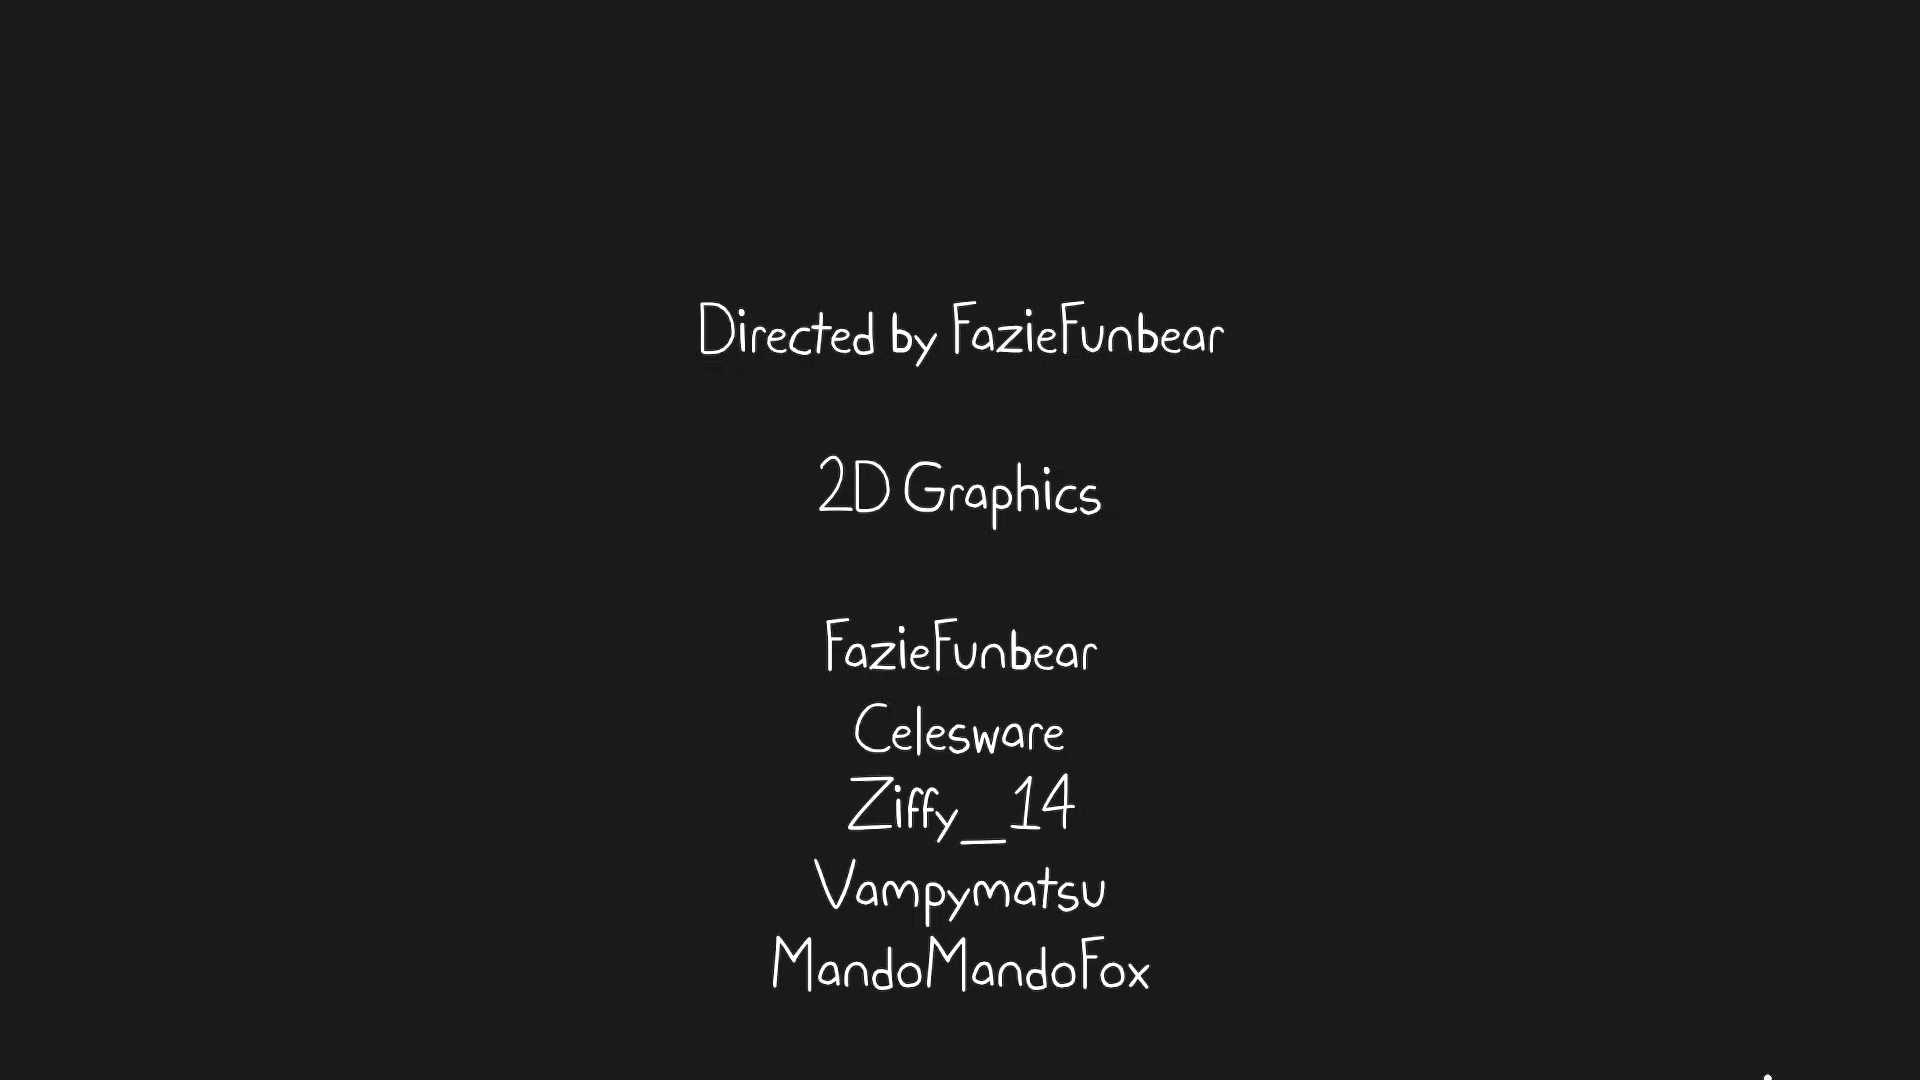 Directed by FazieFunbear
2D Graphics
FazieFunbear
Celesware
Ziffy_14
Vampymatsu
MandoMandoFox